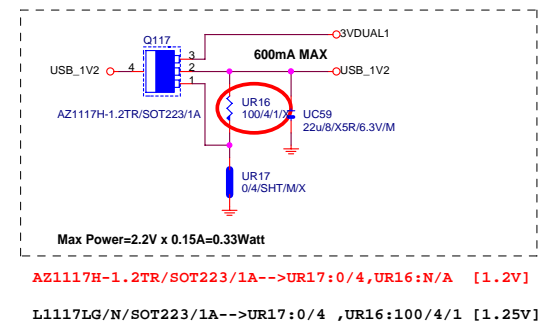 Q117
3VDUAL1
3
600mA MAX
USB_1V2 4 2 USB_1V2
1
UR16
AZ1117H-1.2TR/SOT223/1A 100/4/1/X UC59
22u/8/X5R/6.3V/M
UR17
0/4/SHT/M/X
Max Power=2.2V x 0.15A=0.33Watt
AZ1117H-1.2TR/SOT223/1A-->UR17:0/4,UR16:N/A [1.2V]
L1117LG/N/SOT223/1A-->UR17:0/4 ,UR16:100/4/1 [1.25V]